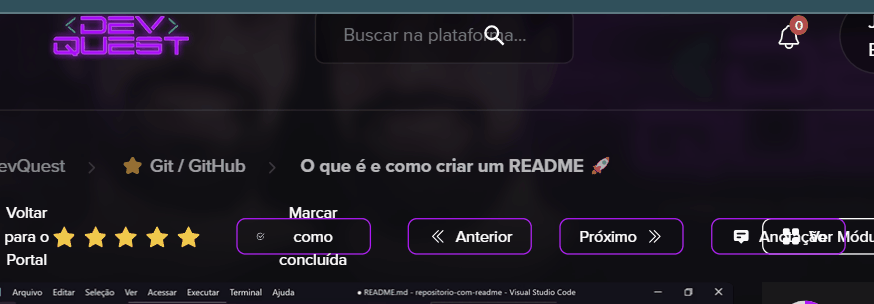 <DEV>
QUEST
Buscar na plataforma...
0
evQuest > Git / GitHub > O que é e como criar um README 🚀
Voltar para o Portal
Marcar como concluída
Anterior
Próximo
Anotação
Ver Módu
Arquivo Editar Seleção Ver Acessar Executar Terminal Ajuda
● README.md - repositorio-com-readme - Visual Studio Code